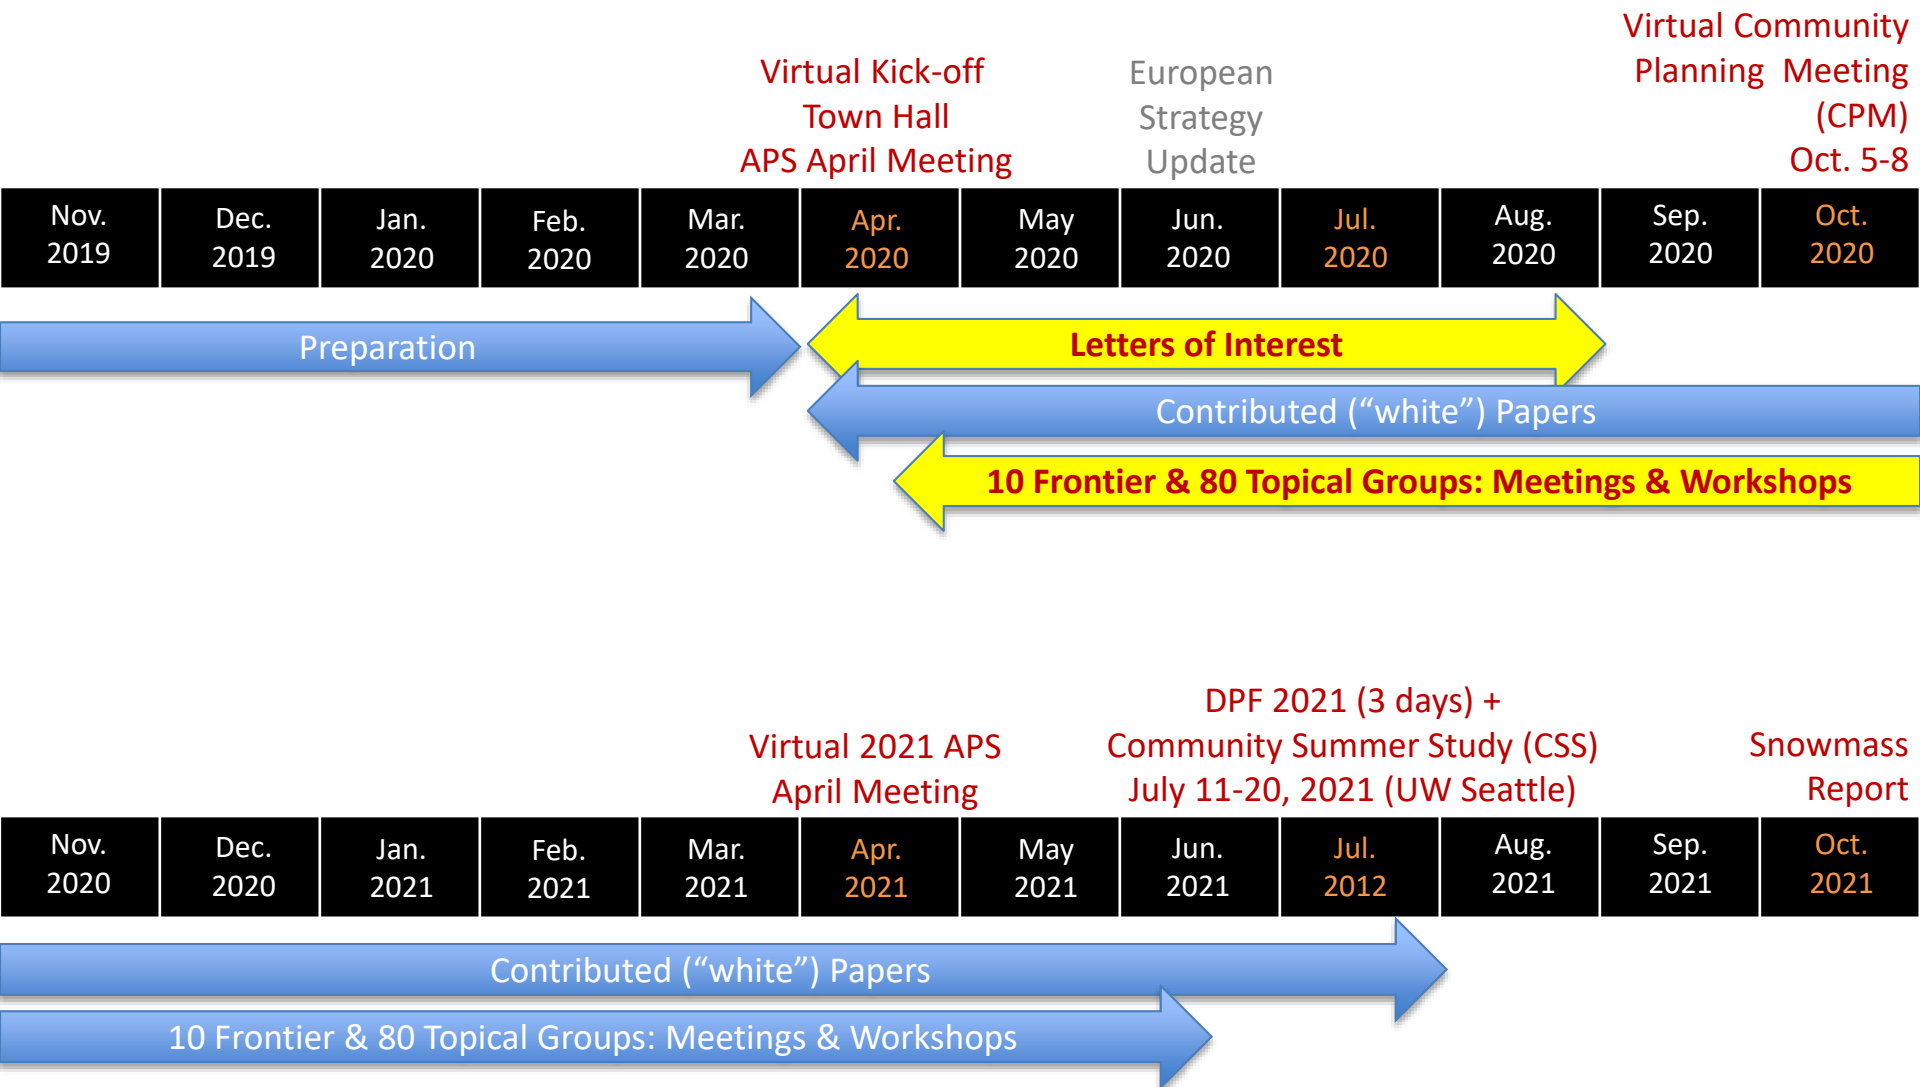 Virtual Kick-off
Town Hall
APS April Meeting
European
Strategy
Update
Virtual Community
Planning Meeting
(CPM)
Oct. 5-8
Nov.
2019
Dec.
2019
Jan.
2020
Feb.
2020
Mar.
2020
Apr.
2020
May
2020
Jun.
2020
Jul.
2020
Aug.
2020
Sep.
2020
Oct.
2020
Preparation
Letters of Interest
Contributed (“white”) Papers
10 Frontier & 80 Topical Groups: Meetings & Workshops
Virtual 2021 APS
April Meeting
DPF 2021 (3 days) +
Community Summer Study (CSS)
July 11-20, 2021 (UW Seattle)
Snowmass
Report
Nov.
2020
Dec.
2020
Jan.
2021
Feb.
2021
Mar.
2021
Apr.
2021
May
2021
Jun.
2021
Jul.
2012
Aug.
2021
Sep.
2021
Oct.
2021
Contributed (“white”) Papers
10 Frontier & 80 Topical Groups: Meetings & Workshops